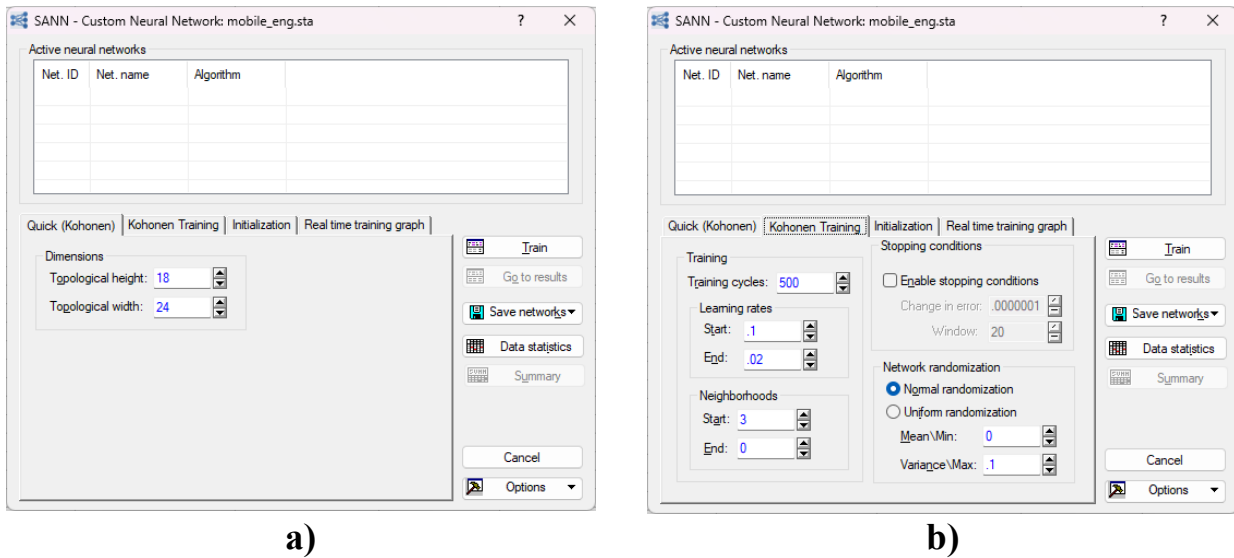 SANN - Custom Neural Network: mobile_eng.sta ? X
Active neural networks
Net. ID Net. name Algorithm
Quick (Kohonen) Kohonen Training Initialization Real time training graph
Dimensions
Topological height: 18
Topological width: 24
Train
Go to results
Save networks
Data statistics
Summary
Cancel
Options
a)
SANN - Custom Neural Network: mobile_eng.sta ? X
Active neural networks
Net. ID Net. name Algorithm
Quick (Kohonen) Kohonen Training Initialization Real time training graph
Training
Training cycles: 500
Learning rates
Start: .1
End: .02
Neighborhoods
Start: 3
End: 0
Stopping conditions
Enable stopping conditions
Change in error: .0000001
Window: 20
Network randomization
Normal randomization
Uniform randomization
Mean\Min: 0
Variance\Max: .1
Train
Go to results
Save networks
Data statistics
Summary
Cancel
Options
b)